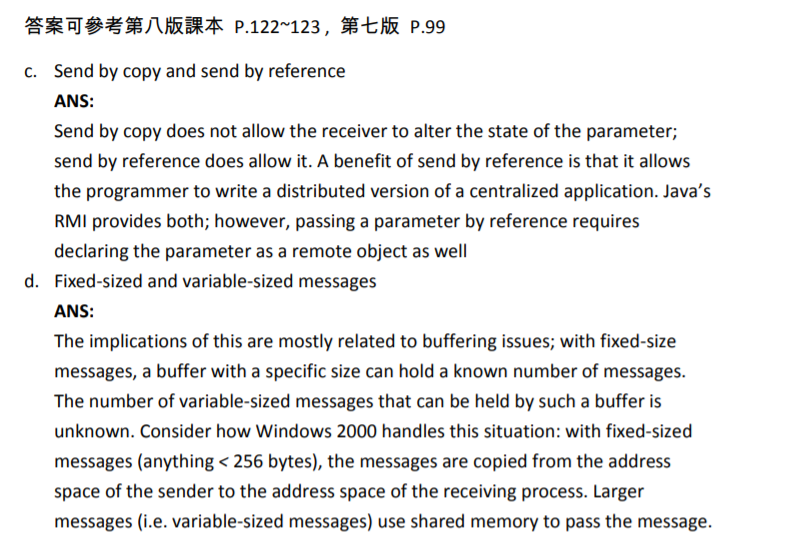 答案可參考第八版課本 P.122~123 , 第七版 P.99
c. Send by copy and send by reference
ANS:
Send by copy does not allow the receiver to alter the state of the parameter;
send by reference does allow it. A benefit of send by reference is that it allows
the programmer to write a distributed version of a centralized application. Java’s
RMI provides both; however, passing a parameter by reference requires
declaring the parameter as a remote object as well
d. Fixed-sized and variable-sized messages
ANS:
The implications of this are mostly related to buffering issues; with fixed-size
messages, a buffer with a specific size can hold a known number of messages.
The number of variable-sized messages that can be held by such a buffer is
unknown. Consider how Windows 2000 handles this situation: with fixed-sized
messages (anything < 256 bytes), the messages are copied from the address
space of the sender to the address space of the receiving process. Larger
messages (i.e. variable-sized messages) use shared memory to pass the message.